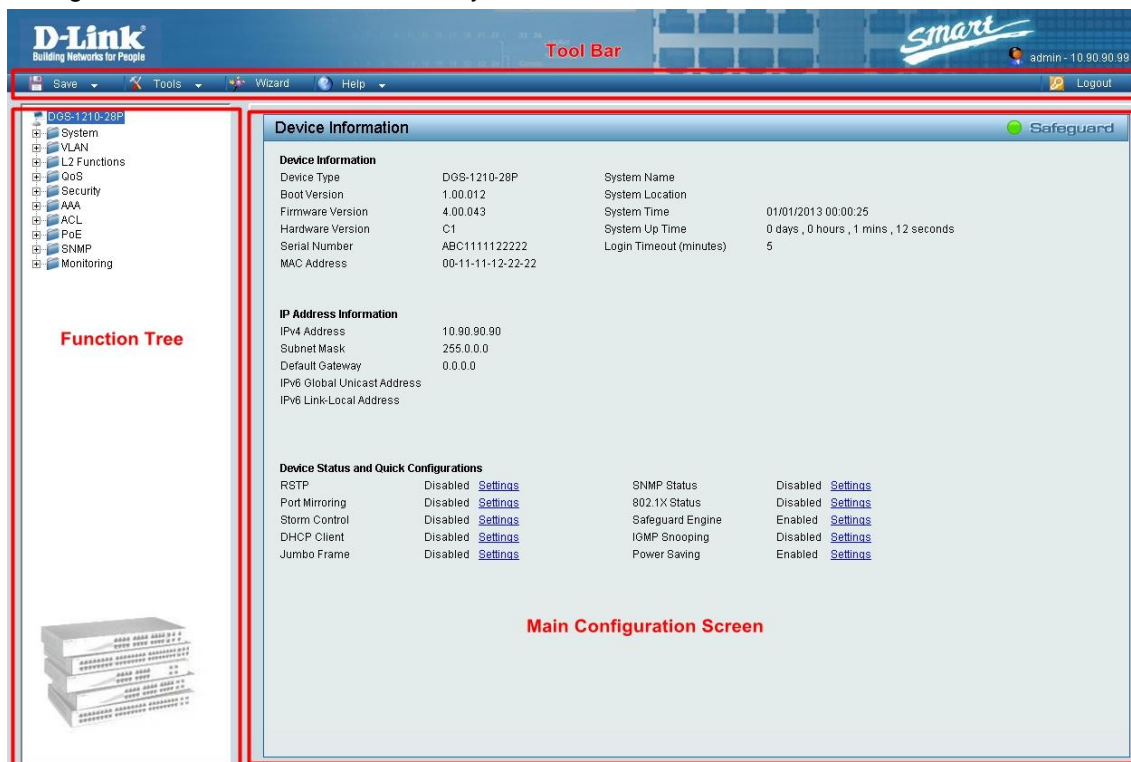 D-Link
Building Networks for People
Tool Bar
smart
admin - 10.90.90.99
Save Tools Wizard Help Logout
DGS-1210-28P
System
VLAN
L2 Functions
QoS
Security
AAA
ACL
PoE
SNMP
Monitoring
Function Tree
Device Information Safeguard
Device Information
Device Type DGS-1210-28P System Name
Boot Version 1.00.012 System Location
Firmware Version 4.00.043 System Time 01/01/2013 00:00:25
Hardware Version C1 System Up Time 0 days , 0 hours , 1 mins , 12 seconds
Serial Number ABC1111122222 Login Timeout (minutes) 5
MAC Address 00-11-11-12-22-22
IP Address Information
IPv4 Address 10.90.90.90
Subnet Mask 255.0.0.0
Default Gateway 0.0.0.0
IPv6 Global Unicast Address
IPv6 Link-Local Address
Device Status and Quick Configurations
RSTP Disabled Settings SNMP Status Disabled Settings
Port Mirroring Disabled Settings 802.1X Status Disabled Settings
Storm Control Disabled Settings Safeguard Engine Enabled Settings
DHCP Client Disabled Settings IGMP Snooping Disabled Settings
Jumbo Frame Disabled Settings Power Saving Enabled Settings
Main Configuration Screen